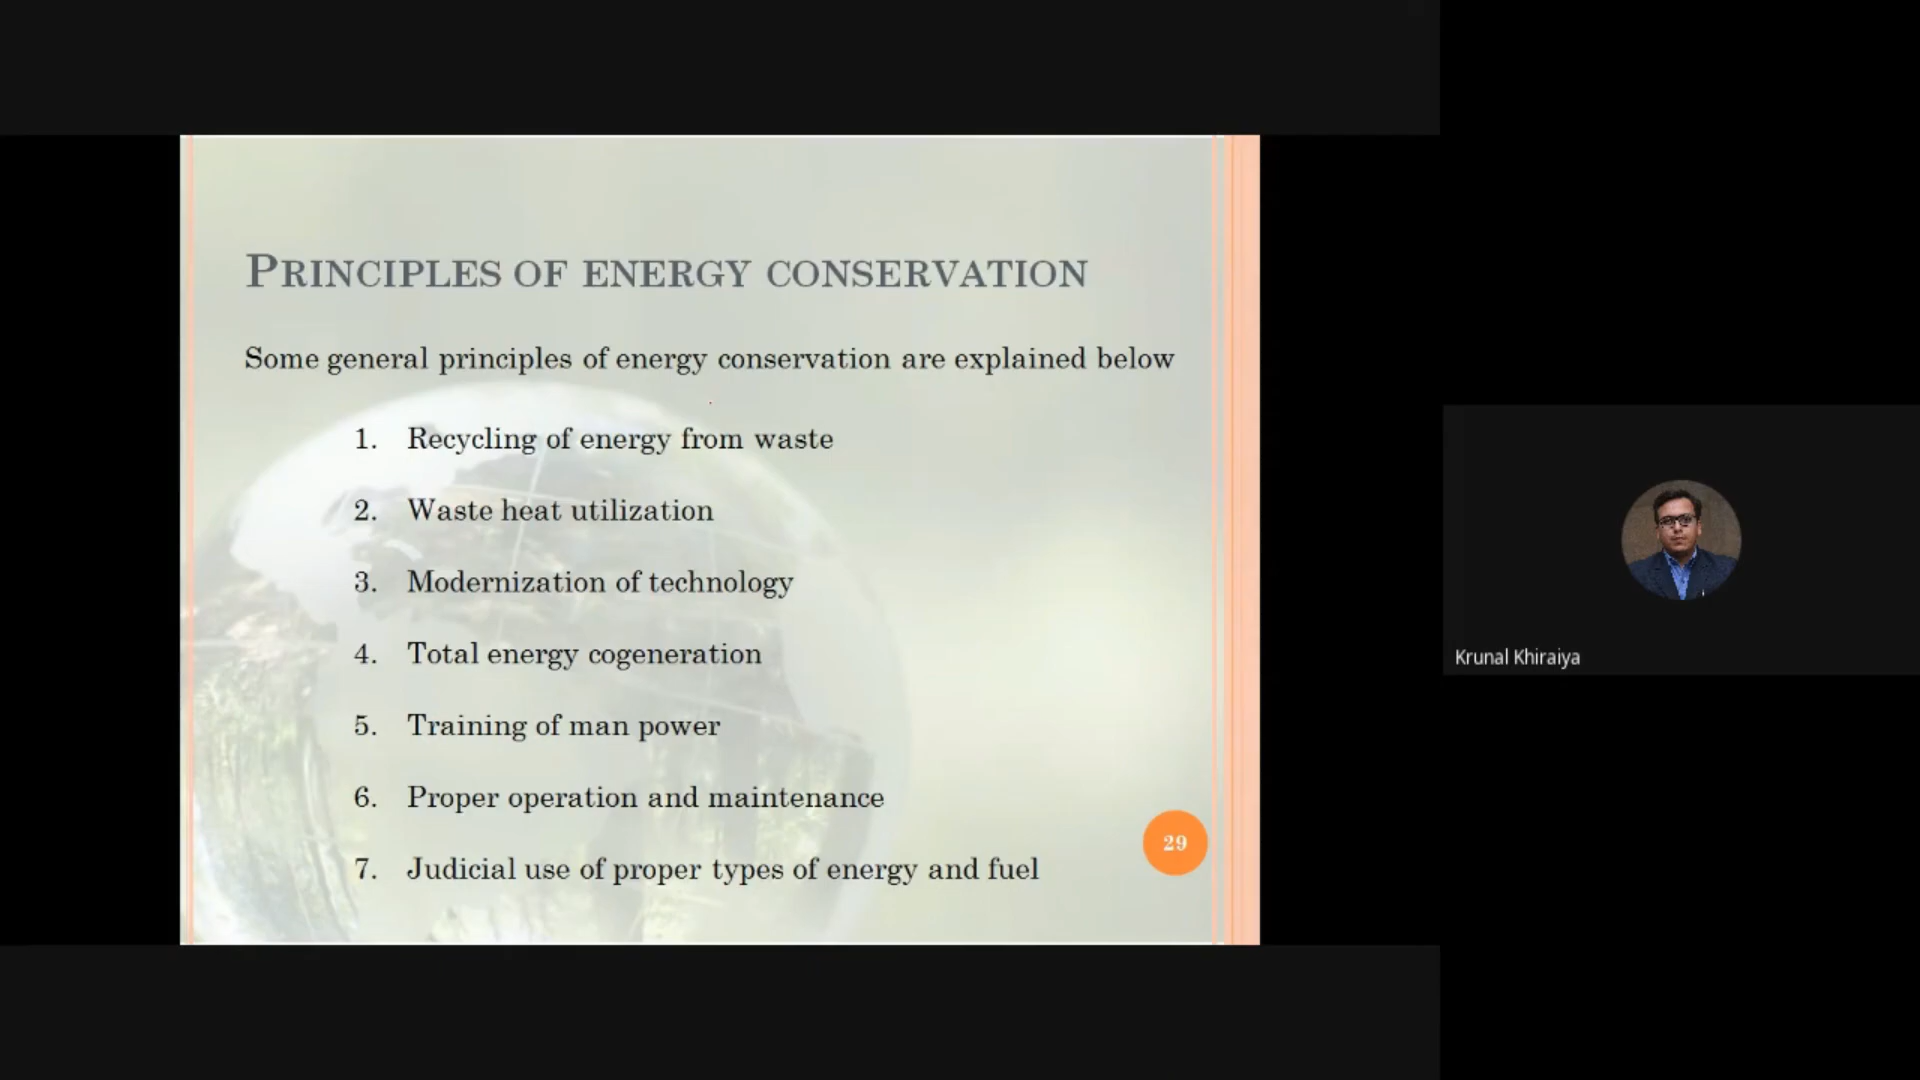 PRINCIPLES OF ENERGY CONSERVATION
Some general principles of energy conservation are explained below
1. Recycling of energy from waste
2. Waste heat utilization
3. Modernization of technology
4. Total energy cogeneration
5. Training of man power
6. Proper operation and maintenance
7. Judicial use of proper types of energy and fuel
29
Krunal Khiraiya